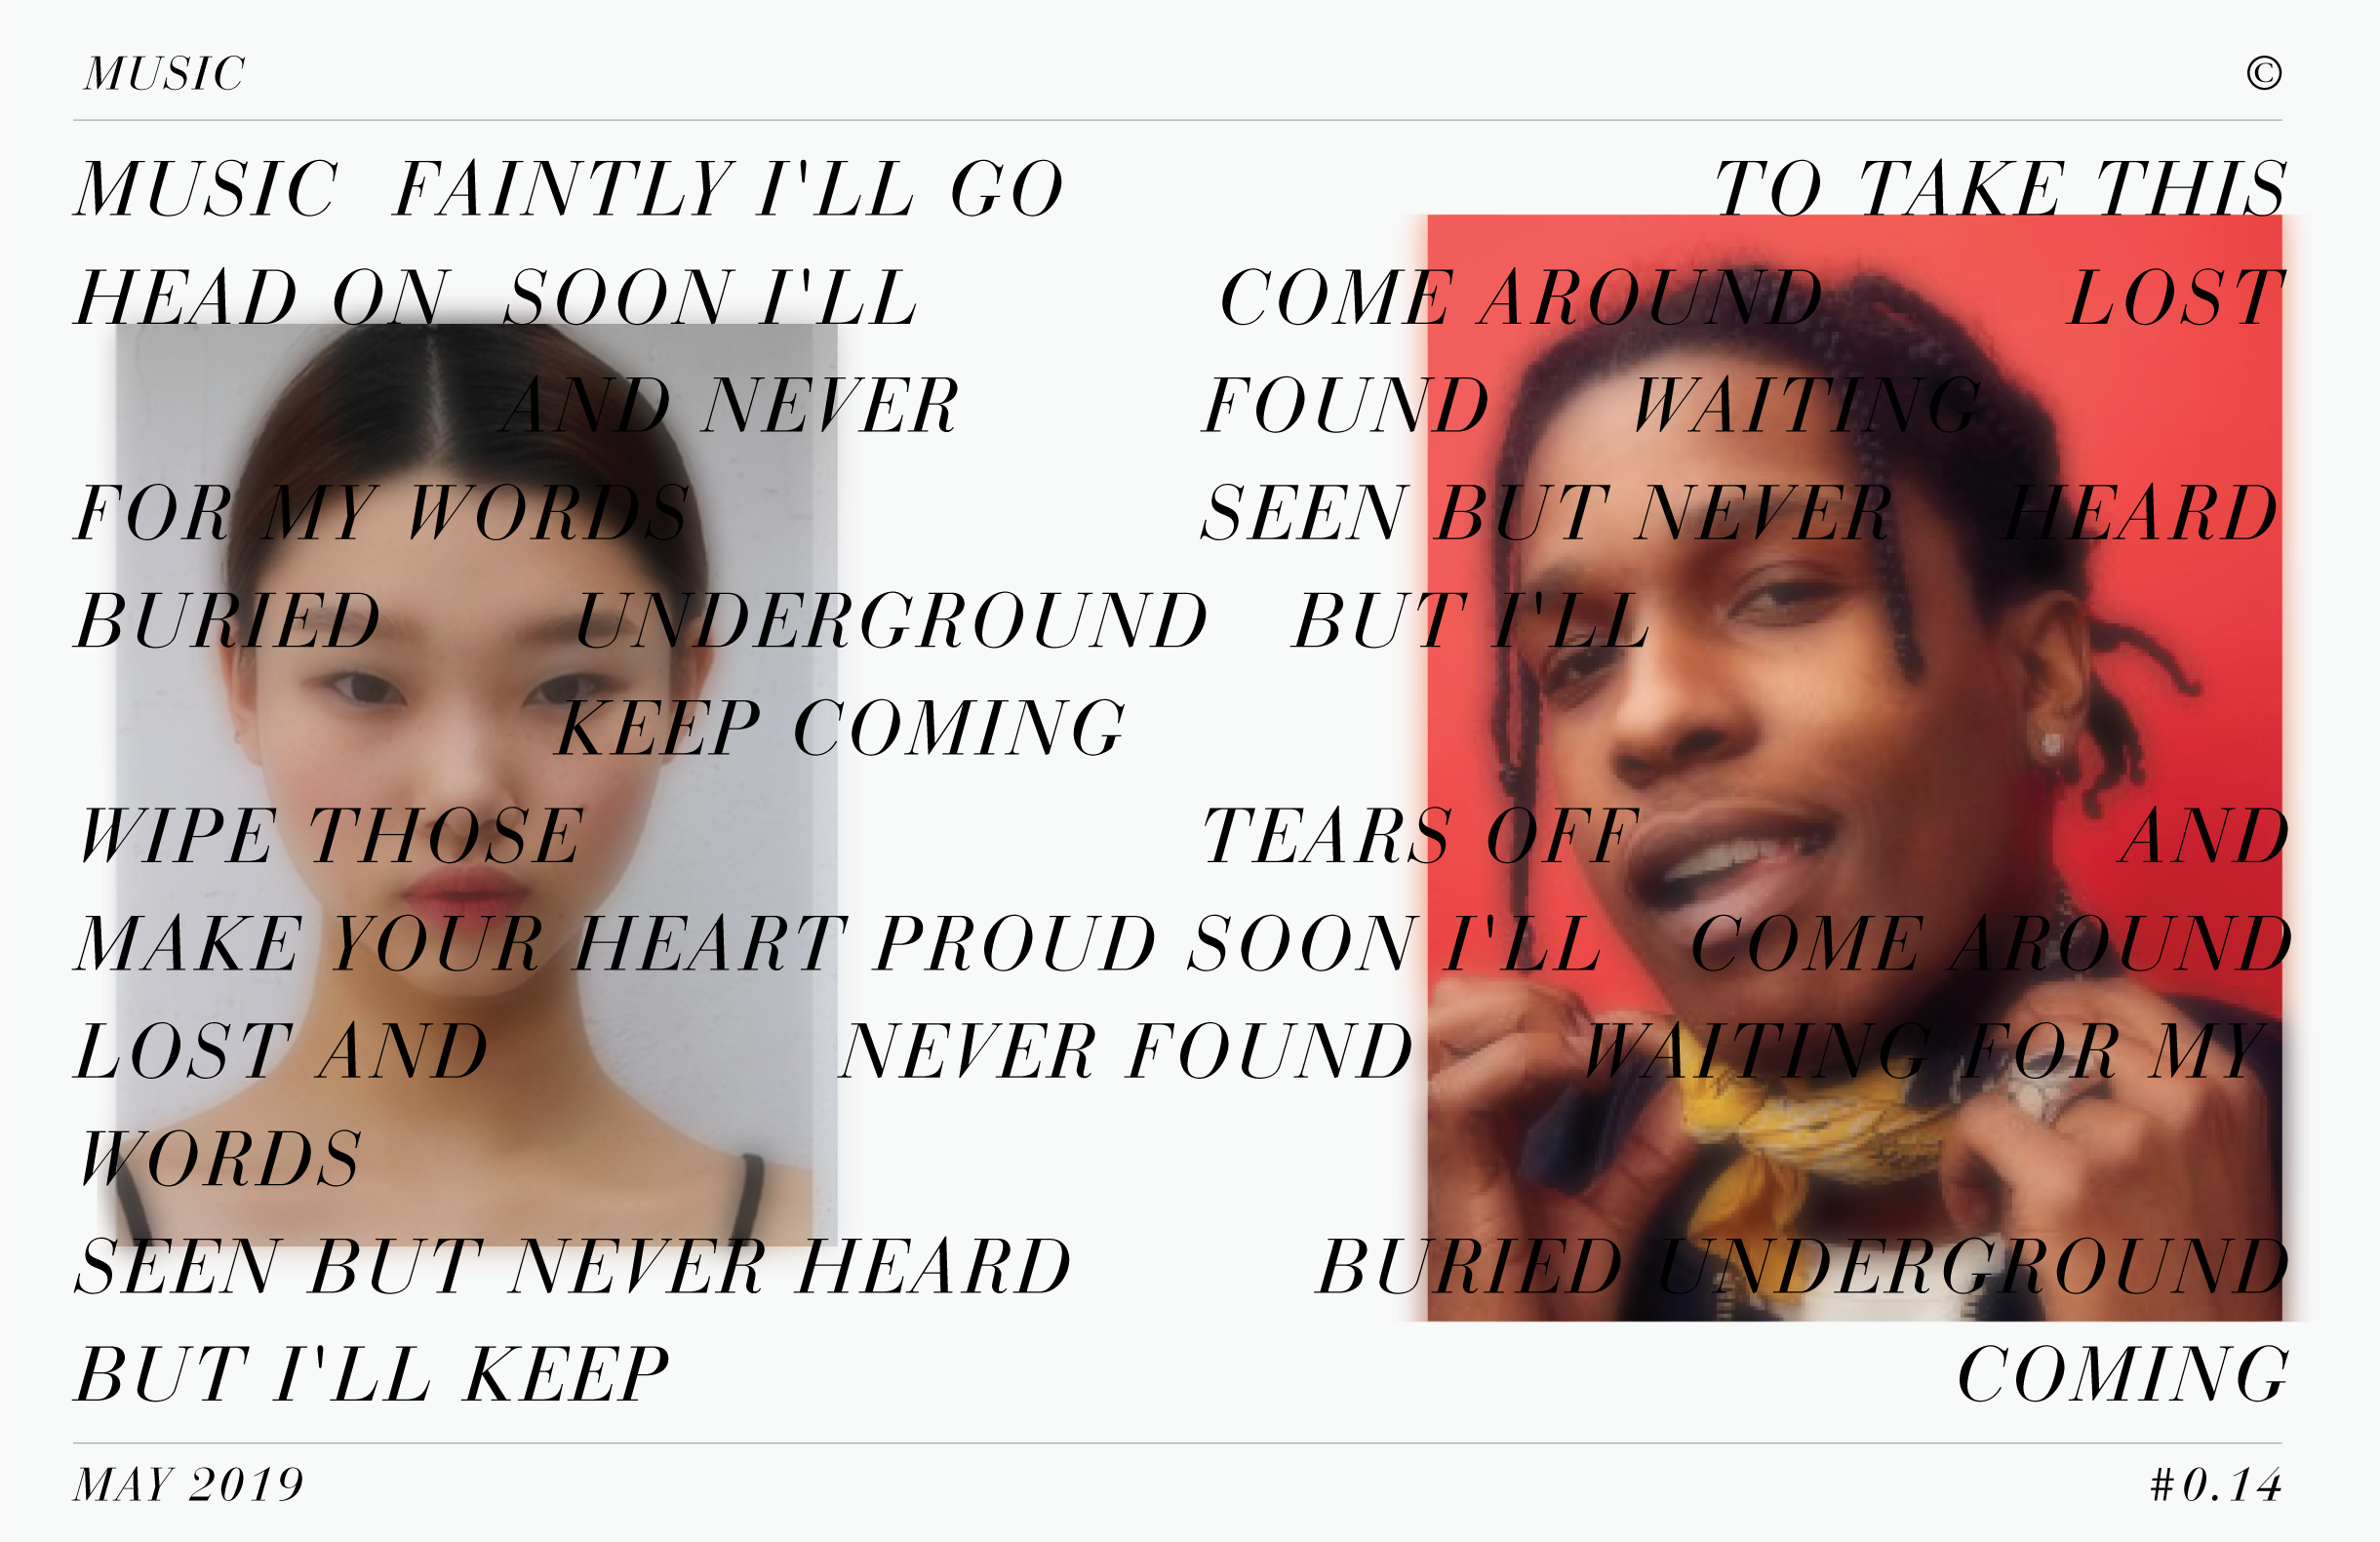 MUSIC ©
MUSIC FAINTLY I'LL GO TO TAKE THIS
HEAD ON SOON I'LL COME AROUND LOST
AND NEVER FOUND WAITING
FOR MY WORDS SEEN BUT NEVER HEARD
BURIED UNDERGROUND BUT I'LL
KEEP COMING
WIPE THOSE TEARS OFF AND
MAKE YOUR HEART PROUD SOON I'LL COME AROUND
LOST AND NEVER FOUND WAITING FOR MY
WORDS
SEEN BUT NEVER HEARD BURIED UNDERGROUND
BUT I'LL KEEP COMING
MAY 2019 #0.14